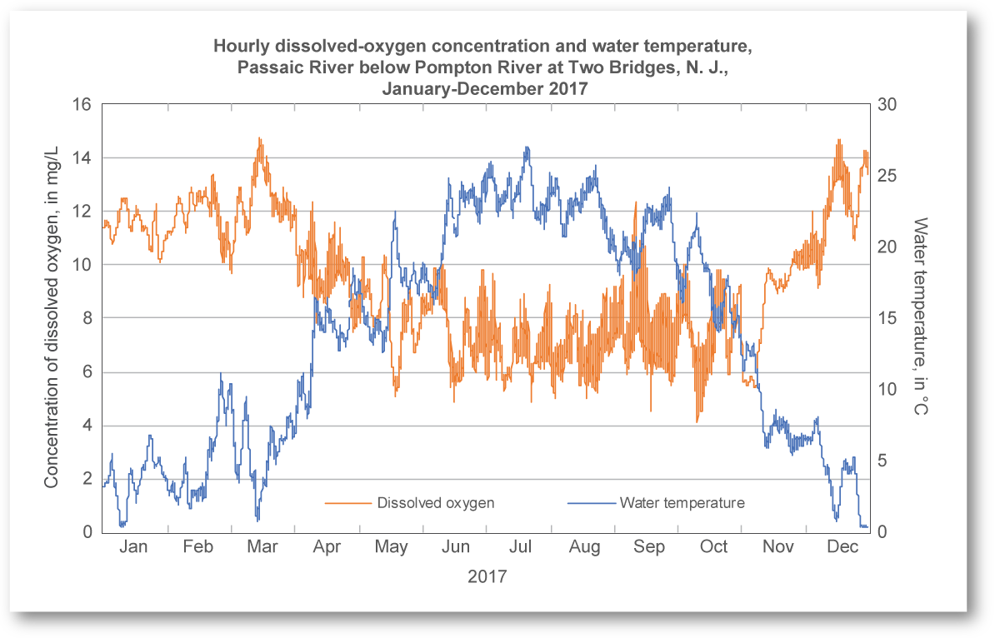 Hourly dissolved-oxygen concentration and water temperature,
Passaic River below Pompton River at Two Bridges, N. J.,
January-December 2017
Concentration of dissolved oxygen, in mg/L
16
14
12
10
8
6
4
2
0
30
25
20
15
10
5
0
Water temperature, in °C
Dissolved oxygen
Water temperature
Jan Feb Mar Apr May Jun Jul Aug Sep Oct Nov Dec
2017